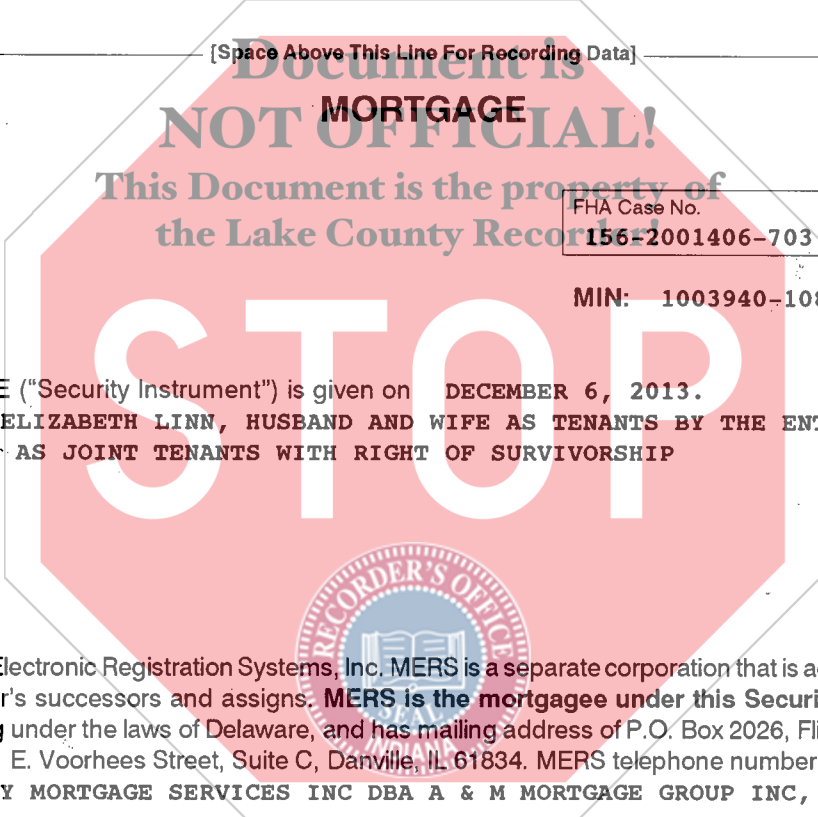 [Space Above This Line For Recording Data]
Document is
MORTGAGE
NOT OFFICIAL!
This Document is the property of
the Lake County Recorder!
FHA Case No.
156-2001406-703
MIN: 1003940-108
E ("Security Instrument") is given on DECEMBER 6, 2013.
ELIZABETH LINN, HUSBAND AND WIFE AS TENANTS BY THE ENT
AS JOINT TENANTS WITH RIGHT OF SURVIVORSHIP
STOP
RECORDER'S OFFICE
SEAL
INDIANA
Electronic Registration Systems, Inc. MERS is a separate corporation that is a
r's successors and assigns. MERS is the mortgagee under this Securi
g under the laws of Delaware, and has mailing address of P.O. Box 2026, Fli
E. Voorhees Street, Suite C, Danville, IL 61834. MERS telephone number
Y MORTGAGE SERVICES INC DBA A & M MORTGAGE GROUP INC,